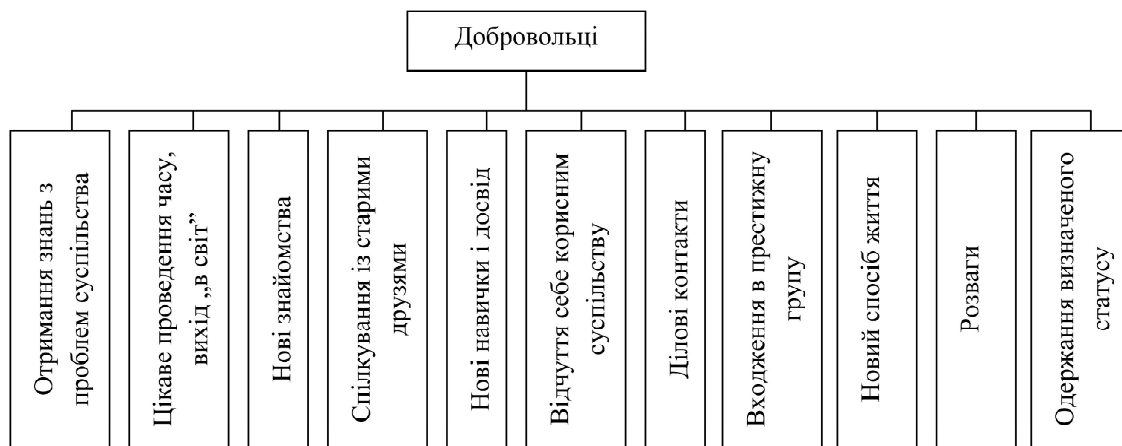 Добровольці
Отримання знань з
проблем суспільства
Цікаве проведення часу,
вихід „в світ”
Нові знайомства
Спілкування із старими
друзями
Нові навички і досвід
Відчуття себе корисним
суспільству
Ділові контакти
Входження в престижну
групу
Новий спосіб життя
Розваги
Одержання визначеного
статусу